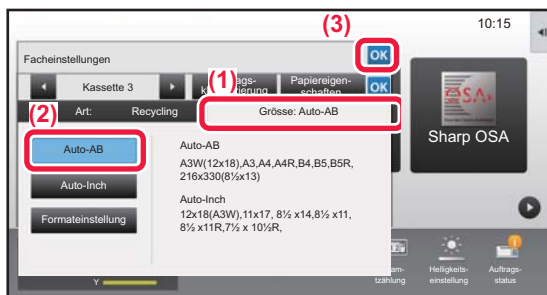 (3)
10:15
Facheinstellungen
OK
Kassette 3
(1)
Papiereigen-
schaften
OK
(2)
Art:
Recycling
Grösse: Auto-AB
Auto-AB
Auto-Inch
Formateinstellung
Auto-AB
A3W(12x18),A3,A4,A4R,B4,B5,B5R,
216x330(8½x13)
Auto-Inch
12x18(A3W),11x17, 8½ x14,8½ x11,
8½ x11R,7½ x 10½R,
OSA
Sharp OSA
Y
tzählung
Helligkeits-
einstellung
Auftrags-
status